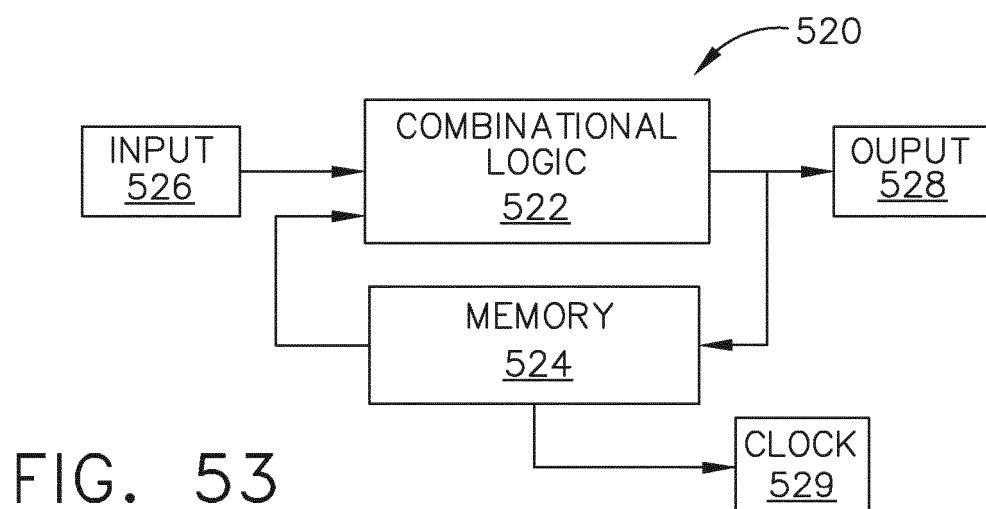 520
COMBINATIONAL
LOGIC
522
INPUT
526
OUPUT
528
MEMORY
524
CLOCK
529
FIG. 53